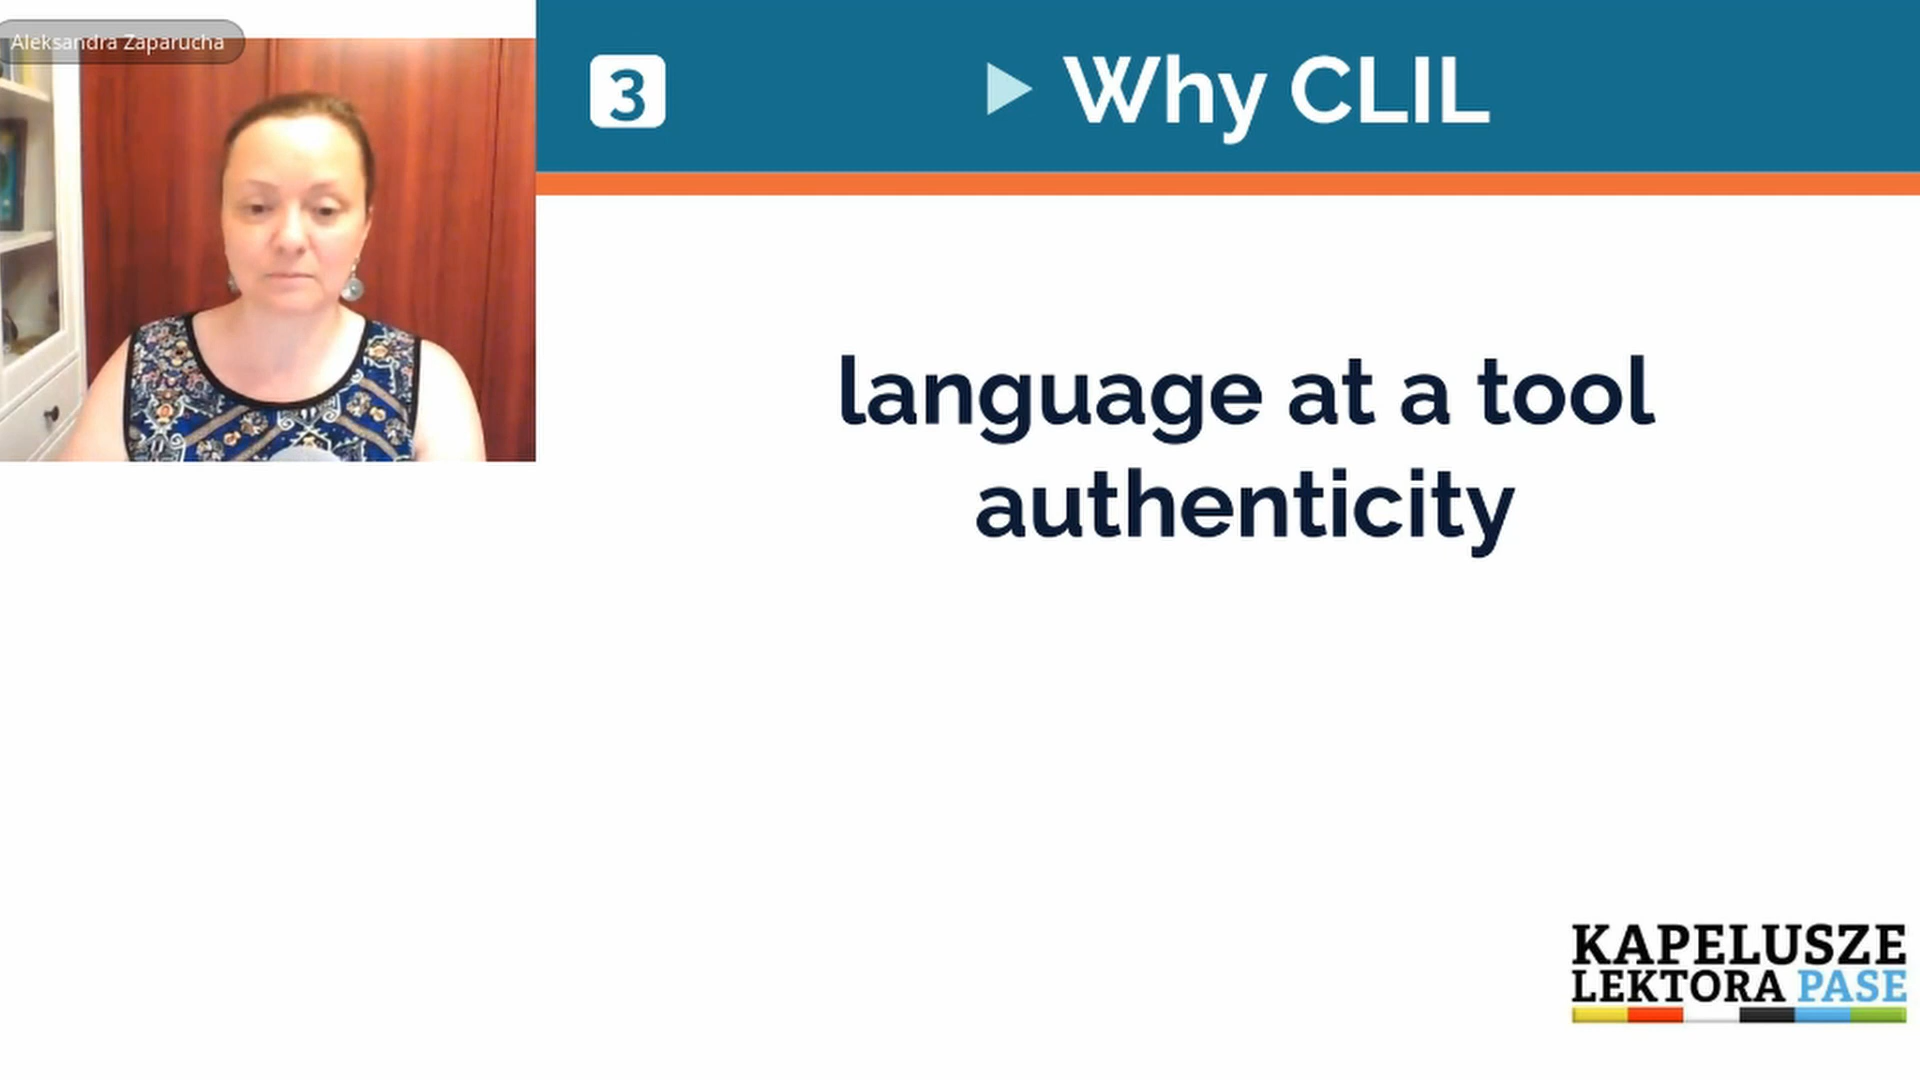 Aleksandra Zaparucha
3
Why CLIL
language at a tool
authenticity
KAPELUSZE
LEKTORA PASE